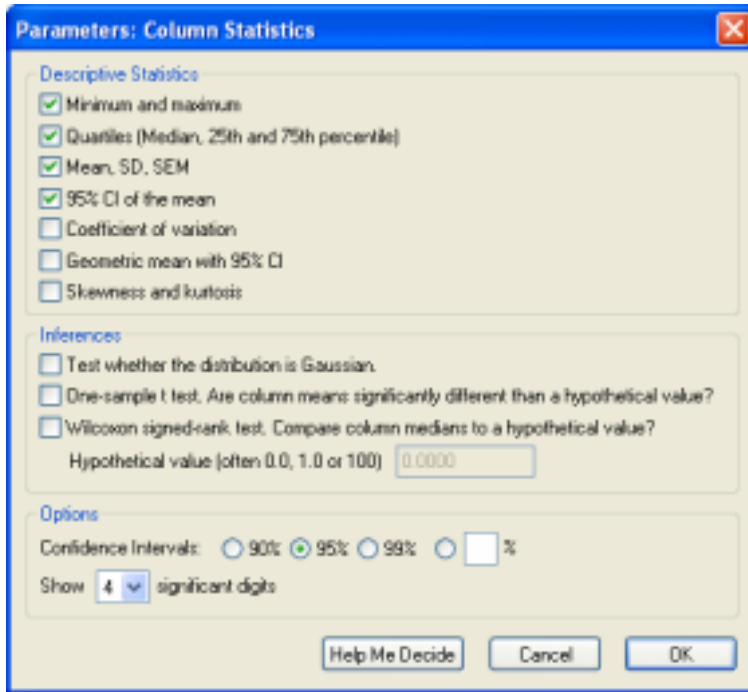 Parameters: Column Statistics
Descriptive Statistics
Minimum and maximum
Quartiles (Median, 25th and 75th percentile)
Mean, SD, SEM
95% CI of the mean
Coefficient of variation
Geometric mean with 95% CI
Skewness and kurtosis
Inferences
Test whether the distribution is Gaussian.
One-sample t test. Are column means significantly different than a hypothetical value?
Wilcoxon signed-rank test. Compare column medians to a hypothetical value?
Hypothetical value (often 0.0, 1.0 or 100) 0.0000
Options
Confidence Intervals: 90% 95% 99% %
Show 4 significant digits
Help Me Decide Cancel OK